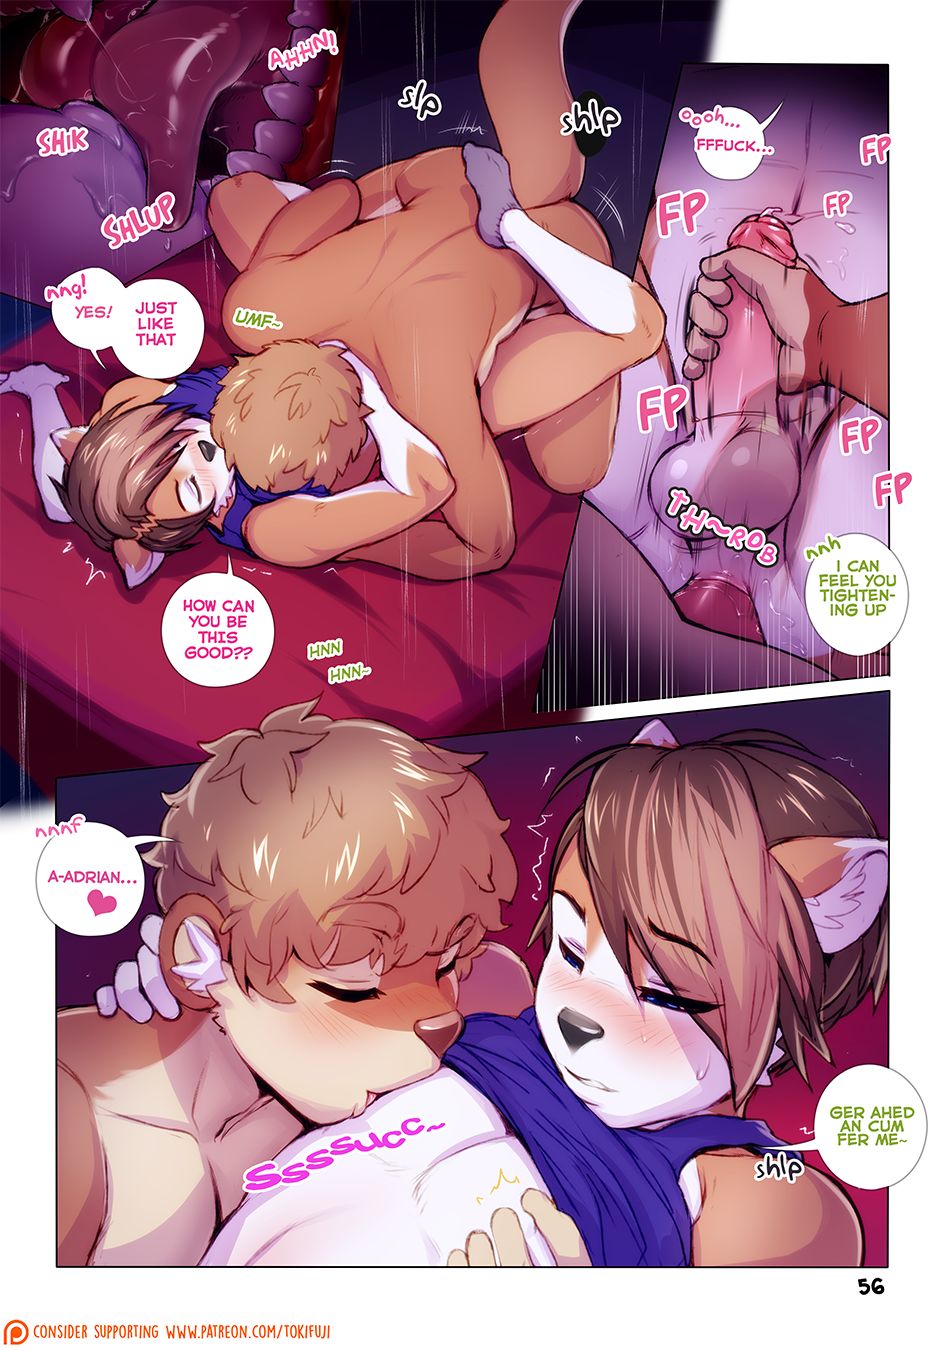 AHHN!
SHIK
SHLUP
slp
shlp
nng!
YES!
JUST
LIKE
THAT
UMF~
HOW CAN
YOU BE
THIS
GOOD??
HNN
HNN~
oooh...
FFFUCK...
FP
FP
FP
FP
FP
FP
TH~ROB
nnh
I CAN
FEEL YOU
TIGHTEN-
ING UP
nnnf
A-ADRIAN...
Ssssucc~
GER AHED
AN CUM
FER ME~
shlp
56
CONSIDER SUPPORTING WWW.PATREON.COM/TOKIFUJI